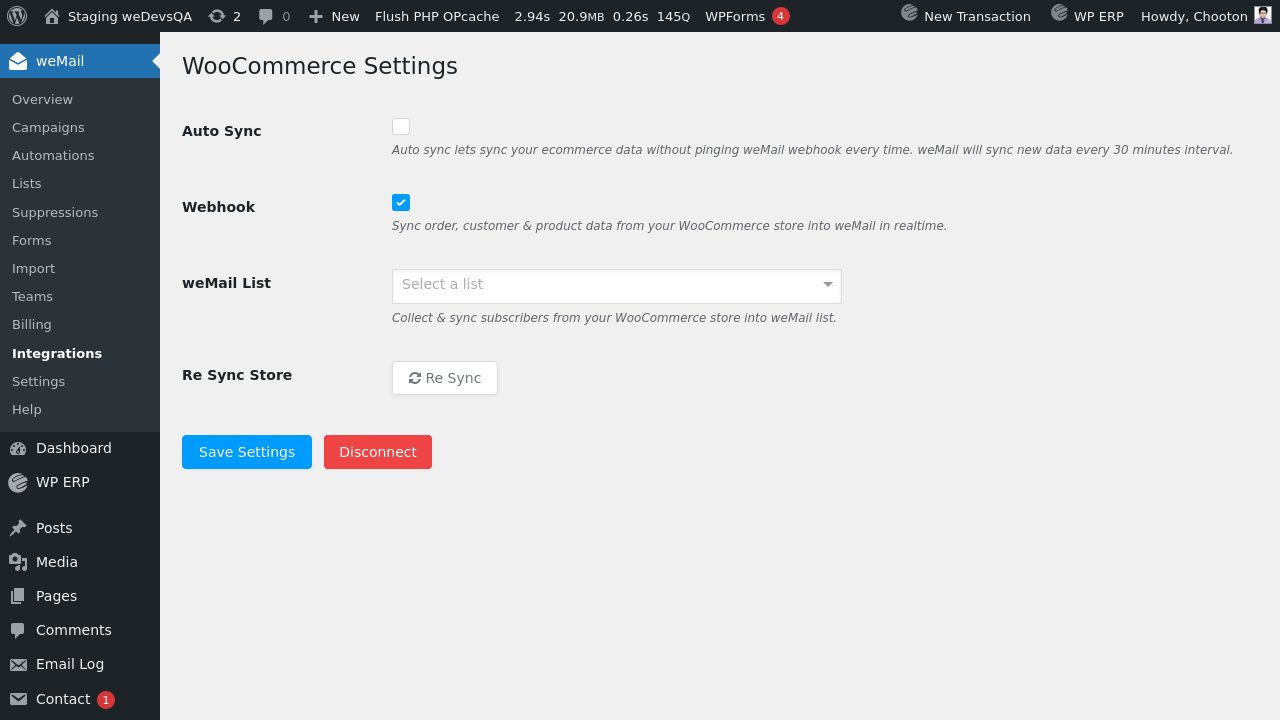 Staging weDevsQA 2 0 New Flush PHP OPcache 2.94s 20.9MB 0.26s 145Q WPForms 4 New Transaction WP ERP Howdy, Chooton
weMail
Overview
Campaigns
Automations
Lists
Suppressions
Forms
Import
Teams
Billing
Integrations
Settings
Help
Dashboard
WP ERP
Posts
Media
Pages
Comments
Email Log
Contact 1
WooCommerce Settings
Auto Sync
Auto sync lets sync your ecommerce data without pinging weMail webhook every time. weMail will sync new data every 30 minutes interval.
Webhook
Sync order, customer & product data from your WooCommerce store into weMail in realtime.
weMail List
Select a list
Collect & sync subscribers from your WooCommerce store into weMail list.
Re Sync Store
Re Sync
Save Settings Disconnect